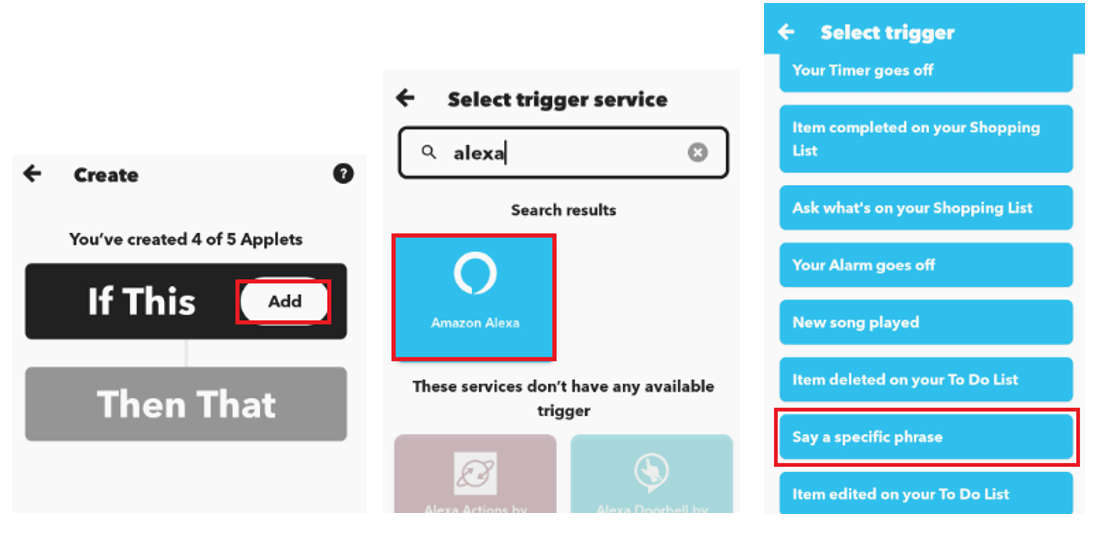 Create
?
You've created 4 of 5 Applets
If This
Add
Then That
Select trigger service
alexa
Search results
Amazon Alexa
These services don't have any available
trigger
Alexa Actions by
Alexa Doorbell by
Select trigger
Your Timer goes off
Item completed on your Shopping
List
Ask what's on your Shopping List
Your Alarm goes off
New song played
Item deleted on your To Do List
Say a specific phrase
Item edited on your To Do List